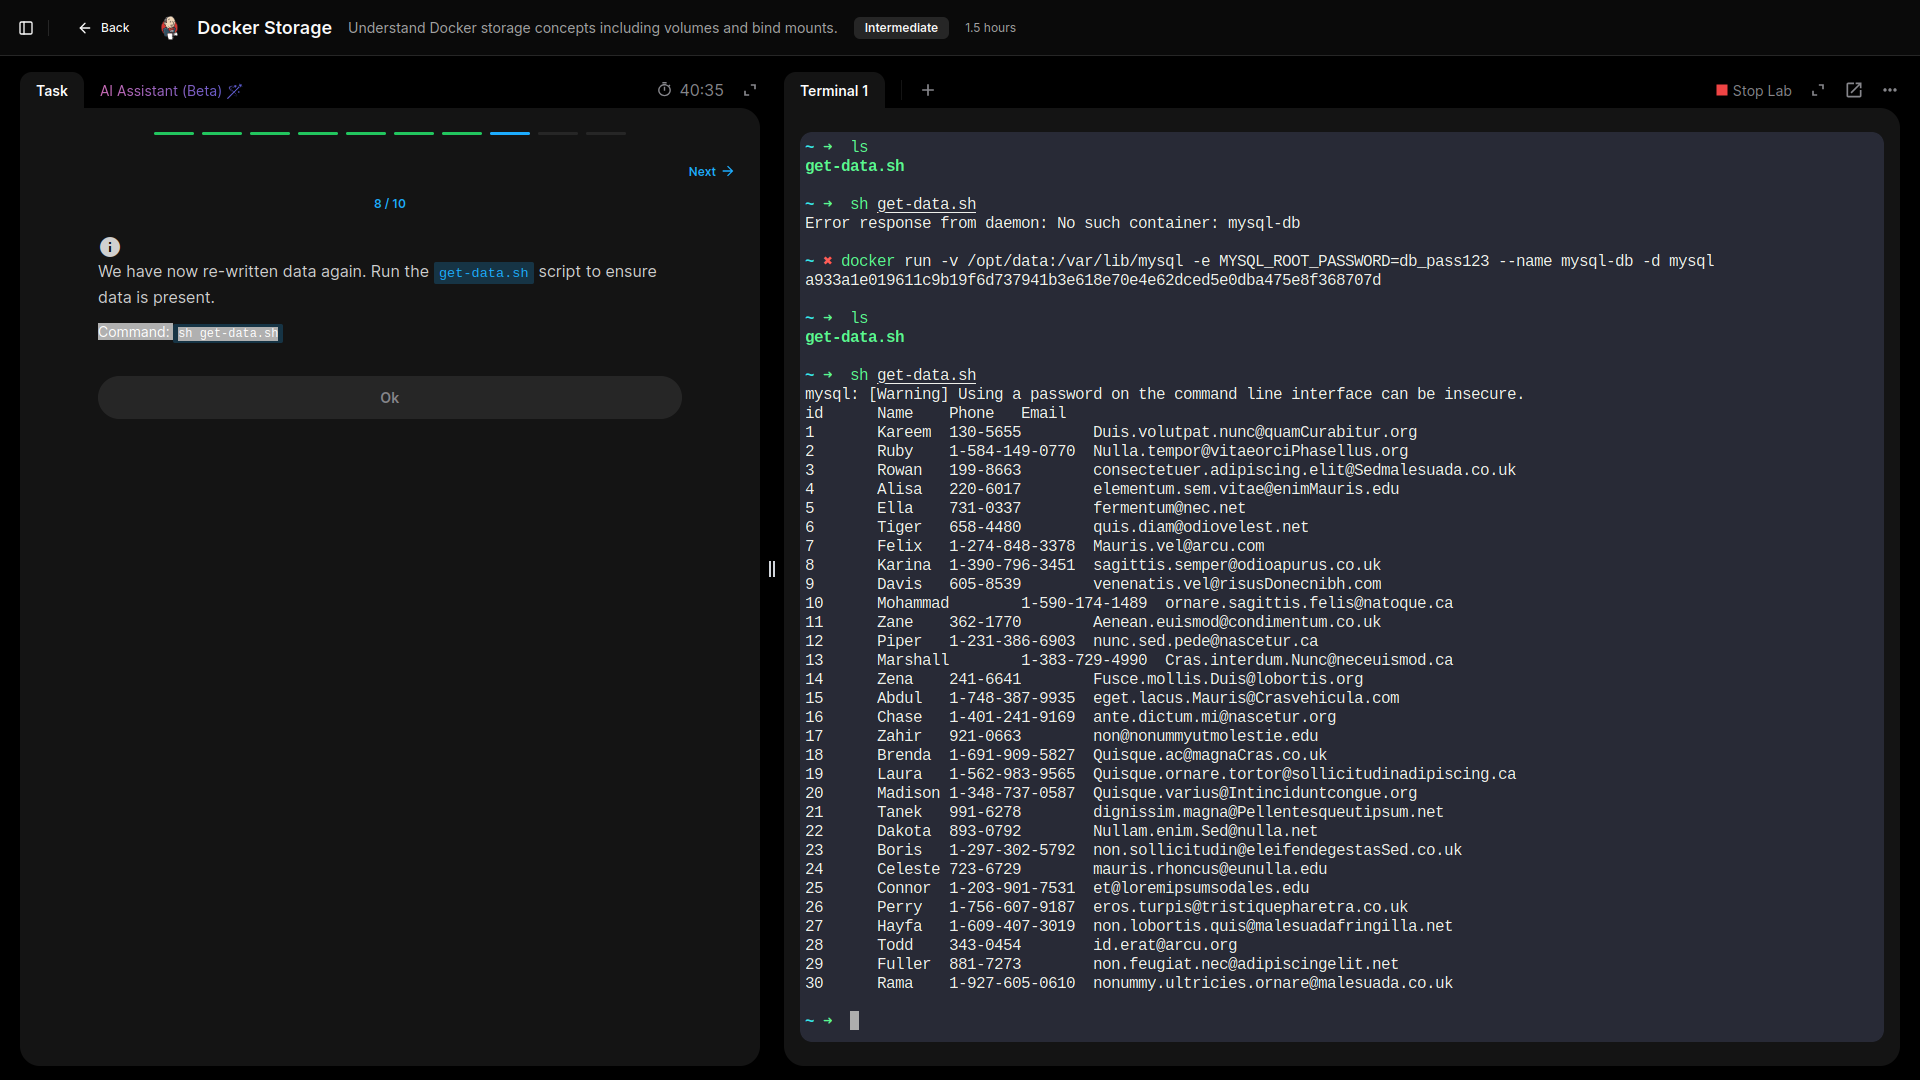 Back
Docker Storage
Understand Docker storage concepts including volumes and bind mounts.
Intermediate
1.5 hours
Task
AI Assistant (Beta)
40:35
Next
8 / 10
We have now re-written data again. Run the get-data.sh script to ensure
data is present.
Command: sh get-data.sh
Ok
Terminal 1
Stop Lab
~ ➜ ls
get-data.sh
~ ➜ sh get-data.sh
Error response from daemon: No such container: mysql-db
~ ✖ docker run -v /opt/data:/var/lib/mysql -e MYSQL_ROOT_PASSWORD=db_pass123 --name mysql-db -d mysql
a933a1e019611c9b19f6d737941b3e618e70e4e62dced5e0dba475e8f368707d
~ ➜ ls
get-data.sh
~ ➜ sh get-data.sh
mysql: [Warning] Using a password on the command line interface can be insecure.
id Name Phone Email
1 Kareem 130-5655 Duis.volutpat.nunc@quamCurabitur.org
2 Ruby 1-584-149-0770 Nulla.tempor@vitaeorciPhasellus.org
3 Rowan 199-8663 consectetuer.adipiscing.elit@Sedmalesuada.co.uk
4 Alisa 220-6017 elementum.sem.vitae@enimMauris.edu
5 Ella 731-0337 fermentum@nec.net
6 Tiger 658-4480 quis.diam@odiovelest.net
7 Felix 1-274-848-3378 Mauris.vel@arcu.com
8 Karina 1-390-796-3451 sagittis.semper@odioapurus.co.uk
9 Davis 605-8539 venenatis.vel@risusDonecnibh.com
10 Mohammad 1-590-174-1489 ornare.sagittis.felis@natoque.ca
11 Zane 362-1770 Aenean.euismod@condimentum.co.uk
12 Piper 1-231-386-6903 nunc.sed.pede@nascetur.ca
13 Marshall 1-383-729-4990 Cras.interdum.Nunc@neceuismod.ca
14 Zena 241-6641 Fusce.mollis.Duis@lobortis.org
15 Abdul 1-748-387-9935 eget.lacus.Mauris@Crasvehicula.com
16 Chase 1-401-241-9169 ante.dictum.mi@nascetur.org
17 Zahir 921-0663 non@nonummyutmolestie.edu
18 Brenda 1-691-909-5827 Quisque.ac@magnaCras.co.uk
19 Laura 1-562-983-9565 Quisque.ornare.tortor@sollicitudinadipiscing.ca
20 Madison 1-348-737-0587 Quisque.varius@Intinciduntcongue.org
21 Tanek 991-6278 dignissim.magna@Pellentesqueutipsum.net
22 Dakota 893-0792 Nullam.enim.Sed@nulla.net
23 Boris 1-297-302-5792 non.sollicitudin@eleifendegestasSed.co.uk
24 Celeste 723-6729 mauris.rhoncus@eunulla.edu
25 Connor 1-203-901-7531 et@loremipsumsodales.edu
26 Perry 1-756-607-9187 eros.turpis@tristiquepharetra.co.uk
27 Hayfa 1-609-407-3019 non.lobortis.quis@malesuadafringilla.net
28 Todd 343-0454 id.erat@arcu.org
29 Fuller 881-7273 non.feugiat.nec@adipiscingelit.net
30 Rama 1-927-605-0610 nonummy.ultricies.ornare@malesuada.co.uk
~ ➜